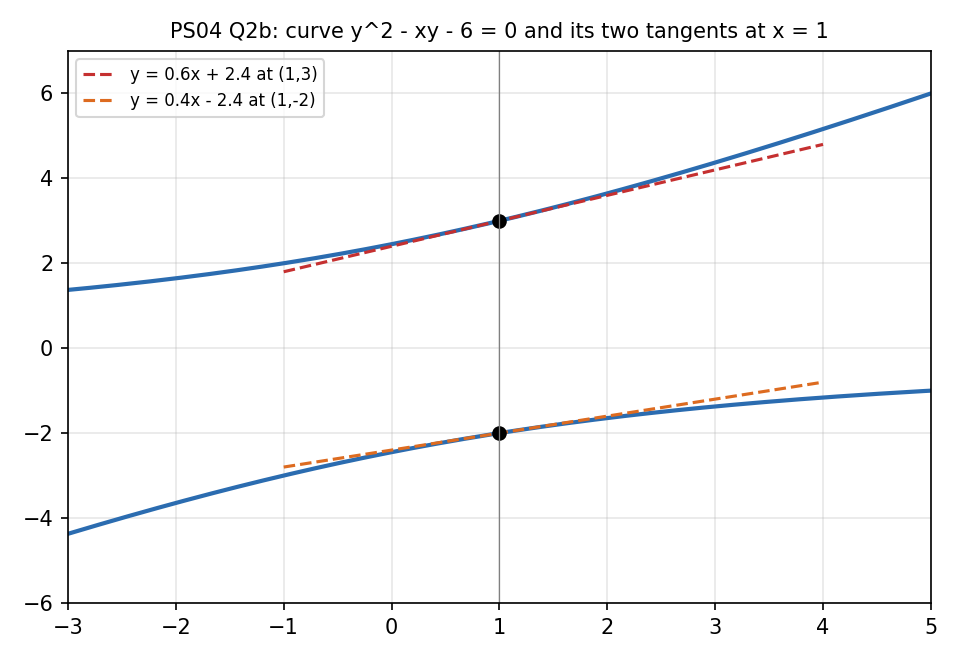 PS04 Q2b: curve y^2 - xy - 6 = 0 and its two tangents at x = 1
y = 0.6x + 2.4 at (1,3)
y = 0.4x - 2.4 at (1,-2)
6
4
2
0
−2
−4
−6
−3 −2 −1 0 1 2 3 4 5